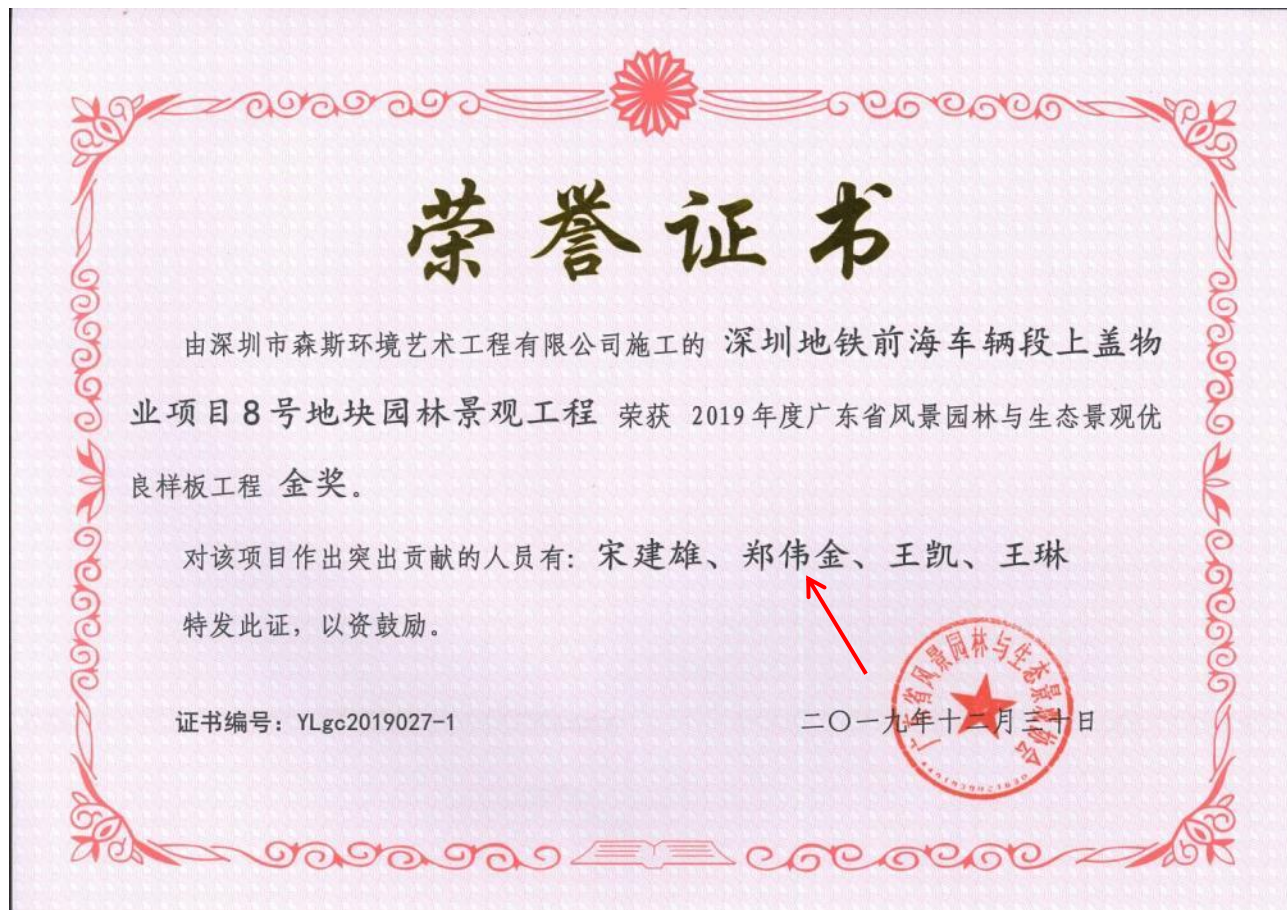 荣誉证书
由深圳市森斯环境艺术工程有限公司施工的 深圳地铁前海车辆段上盖物
业项目8号地块园林景观工程 荣获 2019年度广东省风景园林与生态景观优
良样板工程 金奖。
对该项目作出突出贡献的人员有：宋建雄、郑伟金、王凯、王琳
特发此证，以资鼓励。
广东省风景园林与生态景观协会
证书编号：YLgc2019027-1
二〇一九年十二月三十日